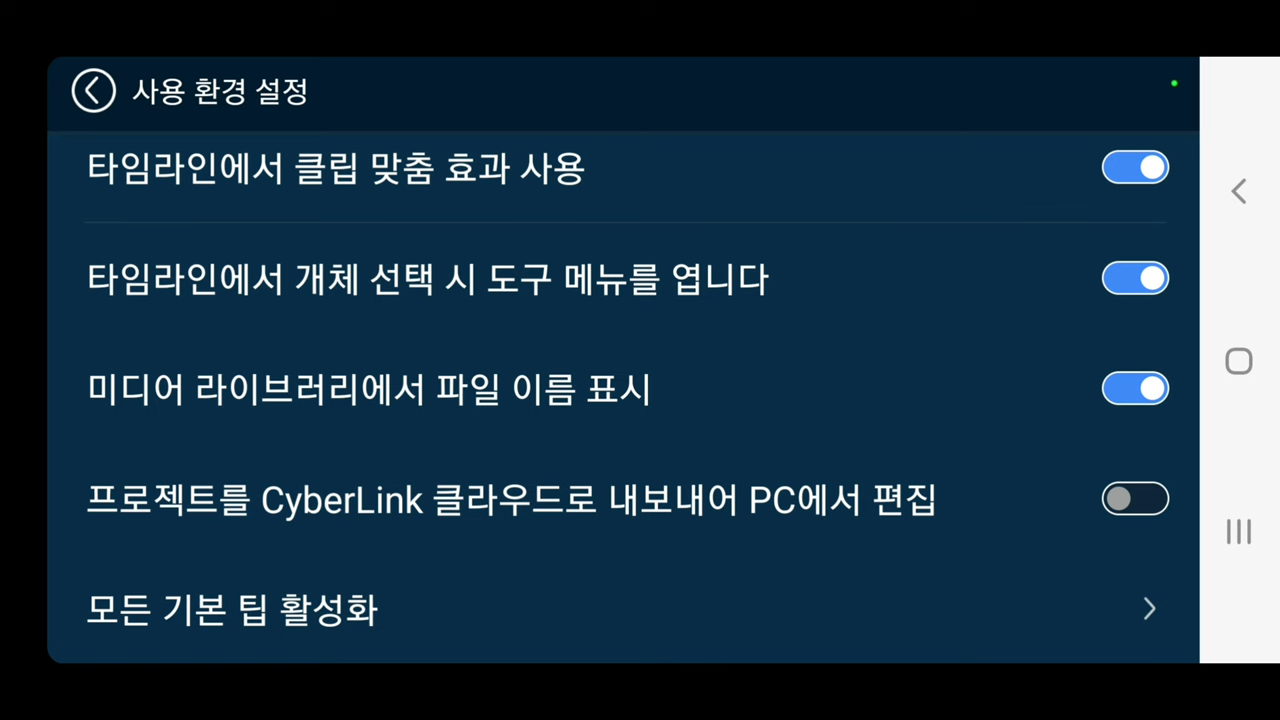 사용 환경 설정
타임라인에서 클립 맞춤 효과 사용
타임라인에서 개체 선택 시 도구 메뉴를 엽니다
미디어 라이브러리에서 파일 이름 표시
프로젝트를 CyberLink 클라우드로 내보내어 PC에서 편집
모든 기본 팁 활성화